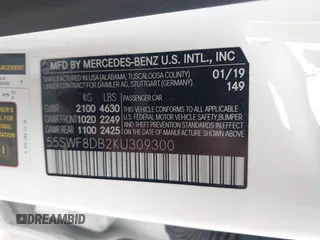 MFD BY MERCEDES-BENZ U.S. INTL., INC
MANUFACTURED IN USA (ALABAMA, TUSCALOOSA COUNTY)
MANUFACTURED FOR DAIMLER AG, STUTTGART (GERMANY)
01/19
149
KG LBS
GVWR 2100 4630
GAWR/FRONT 1020 2249
GAWR/REAR 1100 2425
PASSENGER CAR
THIS VEHICLE CONFORMS TO ALL APPLICABLE
U.S. FEDERAL MOTOR VEHICLE SAFETY, BUMPER,
AND THEFT PREVENTION STANDARDS IN EFFECT
ON THE DATE OF MANUFACTURE SHOWN ABOVE.
55SWF8DB2KU309300
DREAMBID